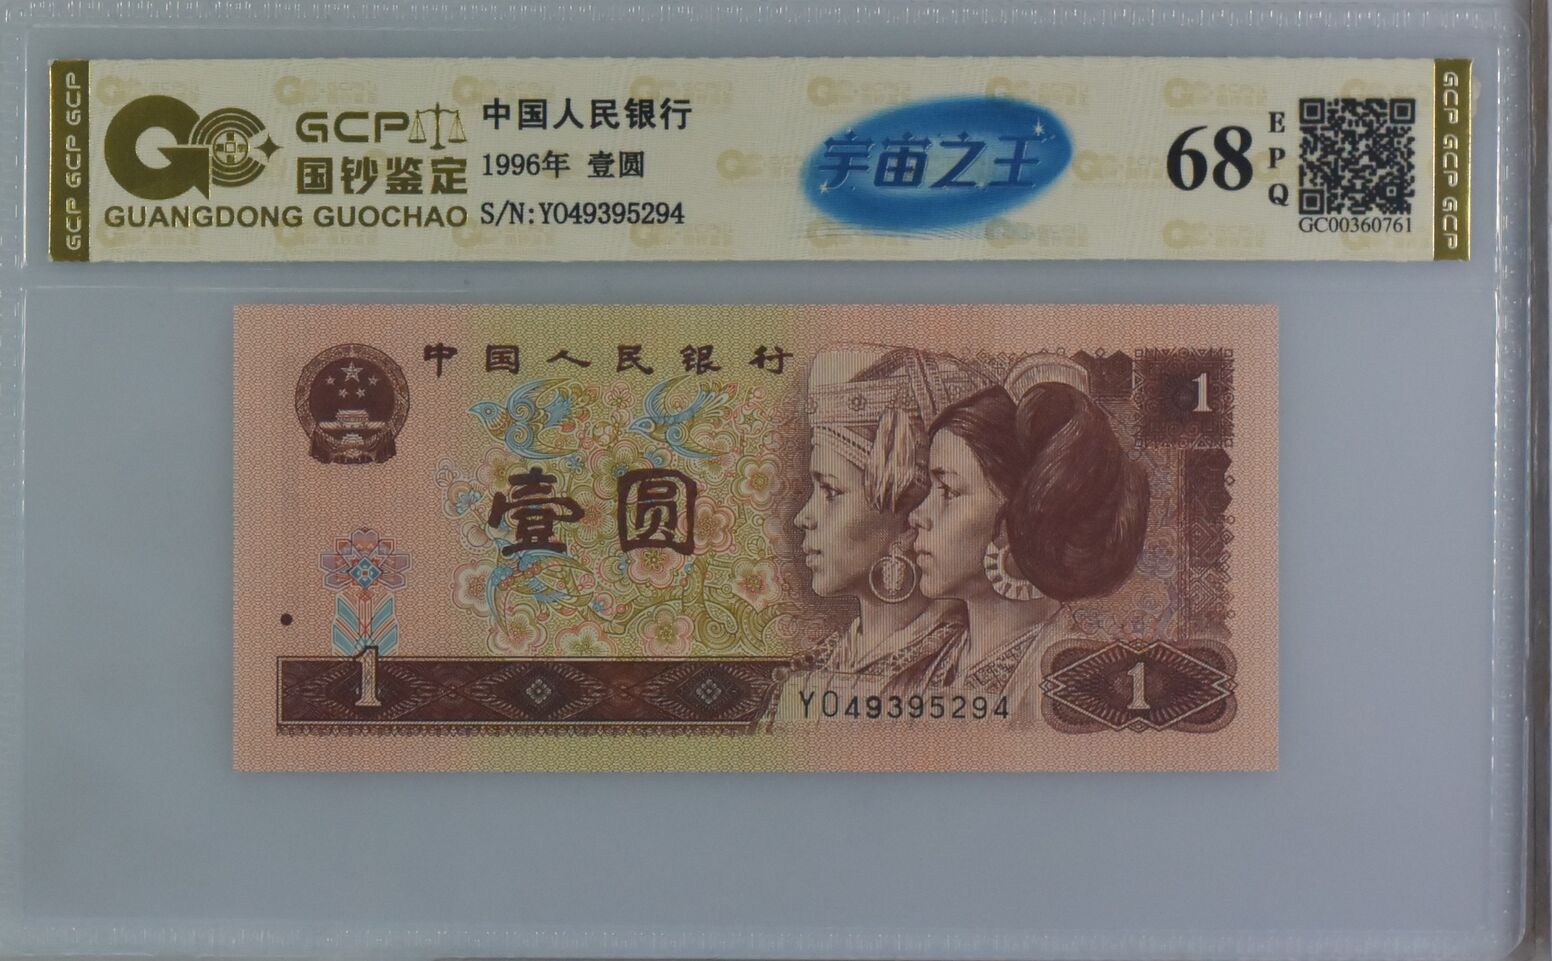 GCP GCP GCP
GCP
国钞鉴定
GUANGDONG GUOCHAO
中国人民银行
1996年 壹圆
S/N:Y049395294
宇宙之王
68
EPQ
GC00360761
GCP GCP GCP
中国人民银行
1
壹圆
1
Y049395294
1